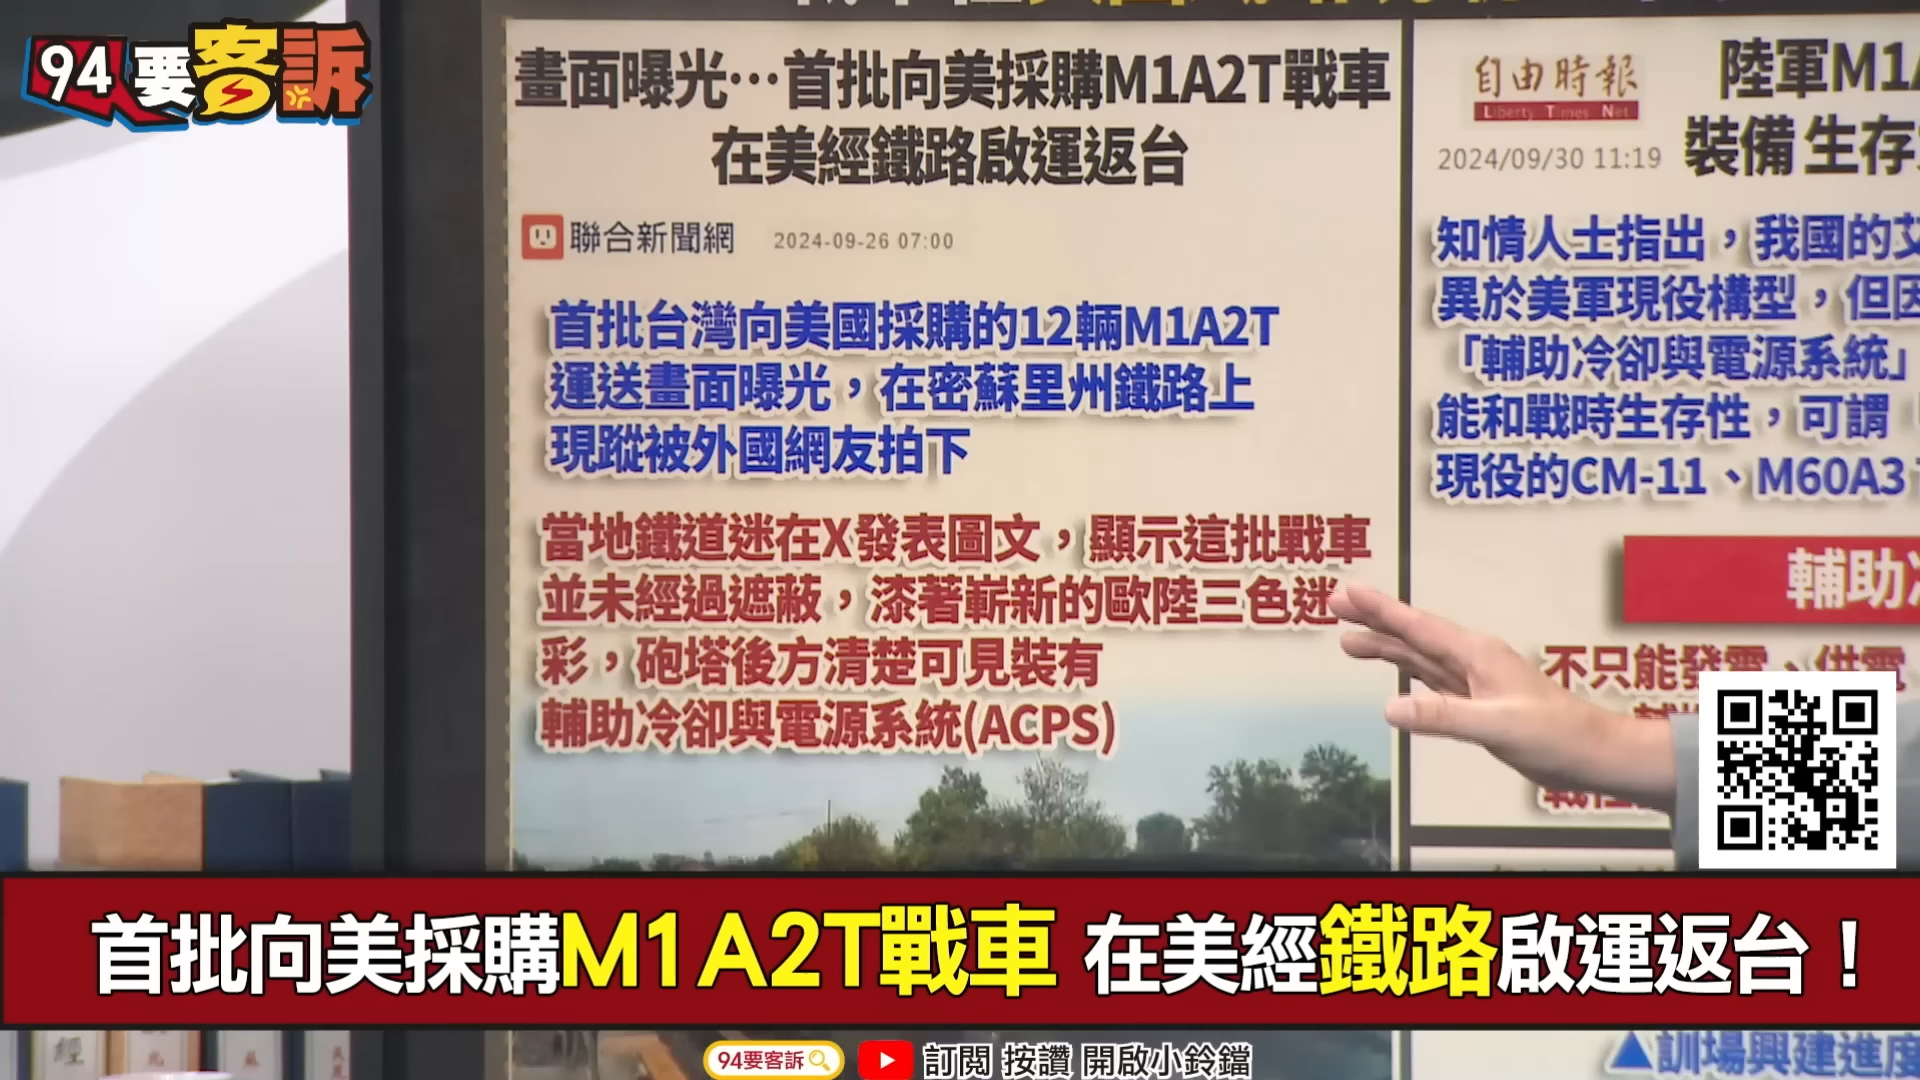 94要客訴
畫面曝光…首批向美採購M1A2T戰車
在美經鐵路啟運返台
聯合新聞網 2024-09-26 07:00
首批台灣向美國採購的12輛M1A2T
運送畫面曝光，在密蘇里州鐵路上
現蹤被外國網友拍下
當地鐵道迷在X發表圖文，顯示這批戰車
並未經過遮蔽，漆著嶄新的歐陸三色迷
彩，砲塔後方清楚可見裝有
輔助冷卻與電源系統(ACPS)
自由時報
Liberty Times Net
2024/09/30 11:19
陸軍M1A
裝備 生存
知情人士指出，我國的艾
異於美軍現役構型，但因
「輔助冷卻與電源系統」
能和戰時生存性，可謂
現役的CM-11、M60A3
輔助冷
不只能發電、供電
首批向美採購M1A2T戰車 在美經鐵路啟運返台！
▲訓場興建進度
94要客訴
訂閱 按讚 開啟小鈴鐺